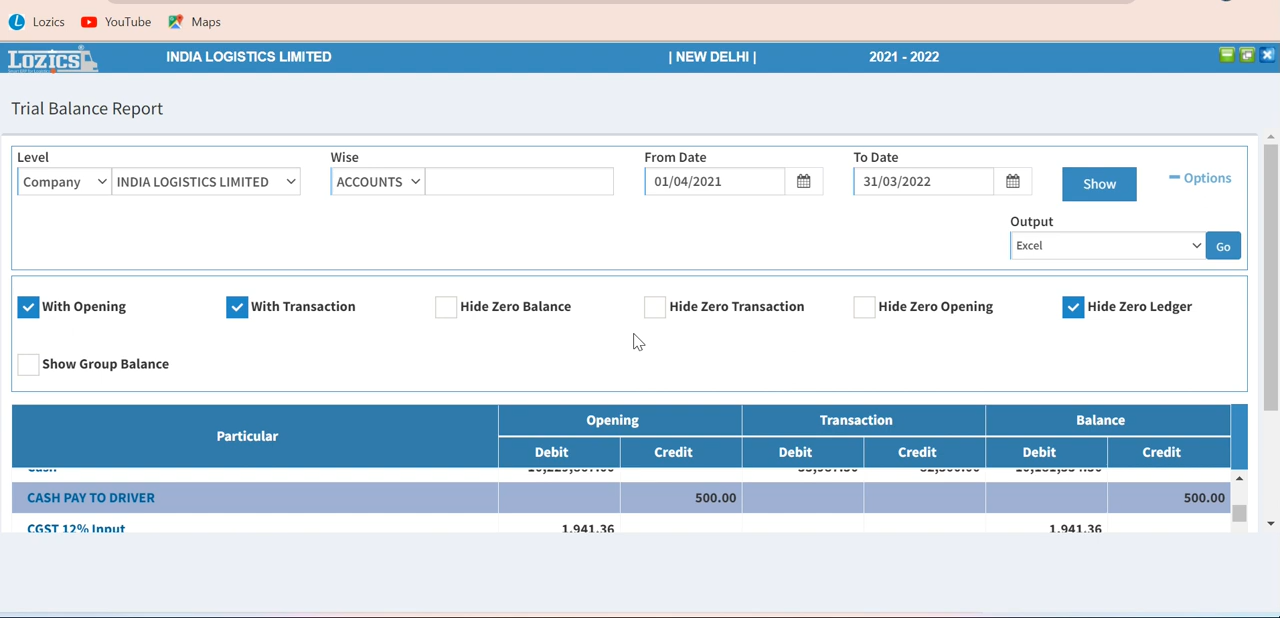 Lozics YouTube Maps
LOZICS INDIA LOGISTICS LIMITED | NEW DELHI | 2021 - 2022
Trial Balance Report
Level Wise From Date To Date
Company INDIA LOGISTICS LIMITED ACCOUNTS 01/04/2021 31/03/2022 Show Options
Output
Excel Go
With Opening With Transaction Hide Zero Balance Hide Zero Transaction Hide Zero Opening Hide Zero Ledger
Show Group Balance
Particular Opening Transaction Balance
Debit Credit Debit Credit Debit Credit
Cash
CASH PAY TO DRIVER 500.00 500.00
CGST 12% Input 1,941.36 1,941.36